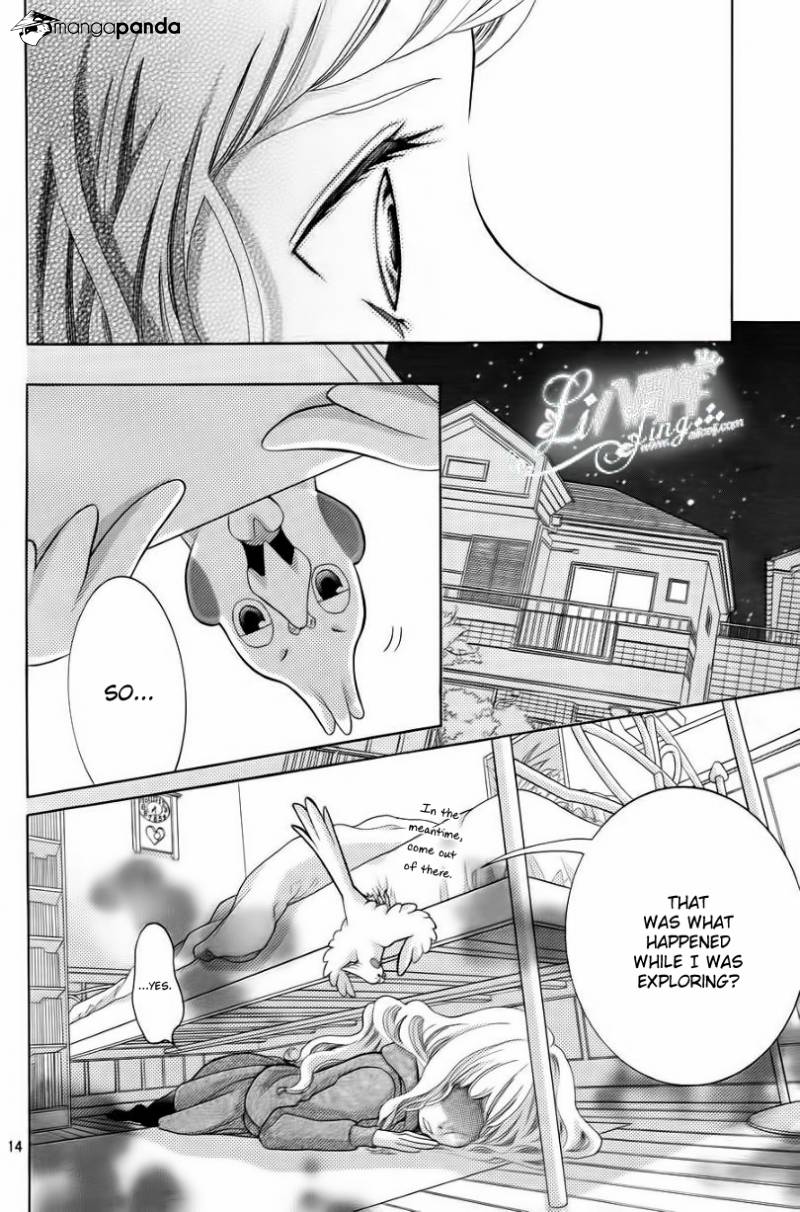 mangapanda
SO...
In the
meantime,
come out
of there.
THAT
WAS WHAT
HAPPENED
WHILE I WAS
EXPLORING?
...YES.
14